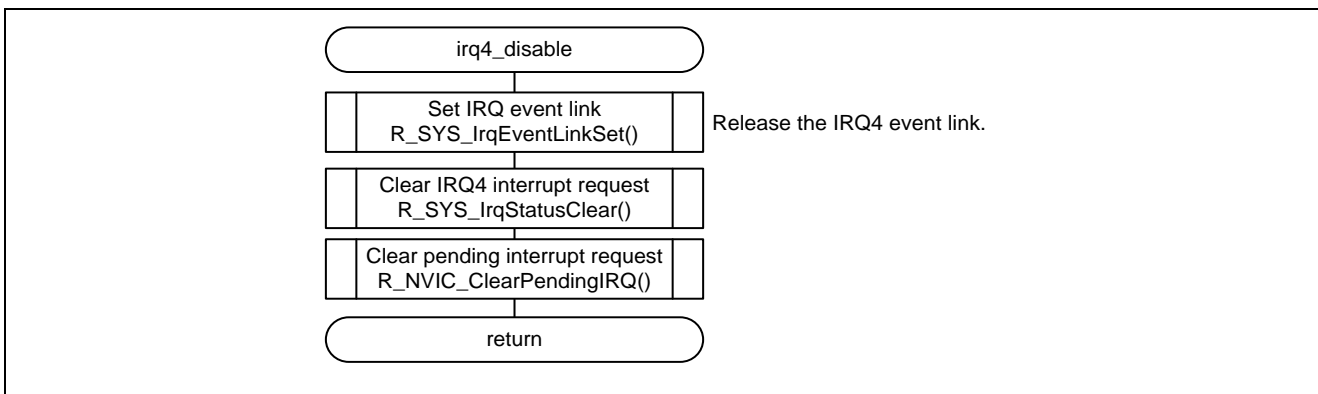 irq4_disable
Set IRQ event link
R_SYS_IrqEventLinkSet()
Release the IRQ4 event link.
Clear IRQ4 interrupt request
R_SYS_IrqStatusClear()
Clear pending interrupt request
R_NVIC_ClearPendingIRQ()
return